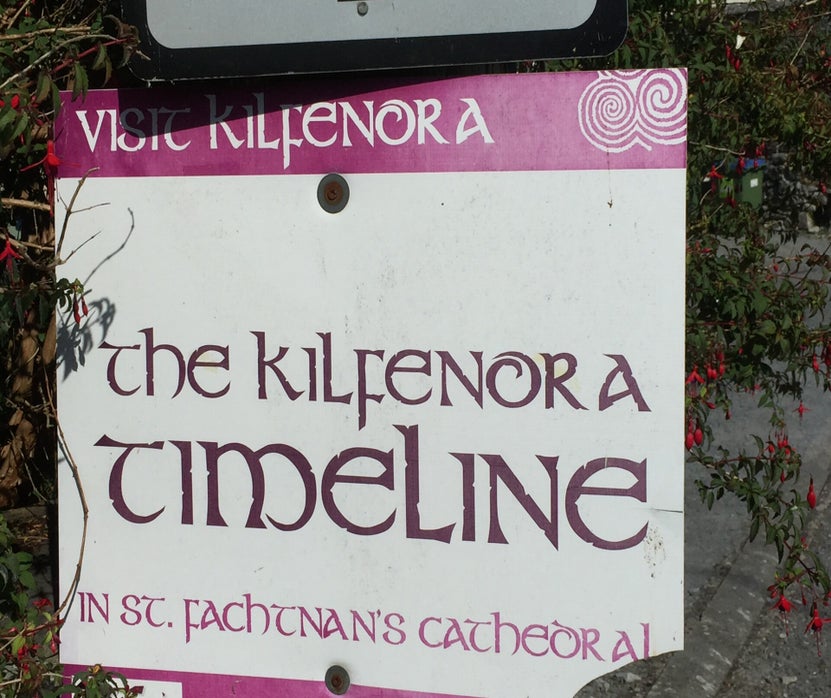 VISIT KILFENORA
THE KILFENORA
TIMELINE
IN ST. FACHTNAN'S CATHEDRAL